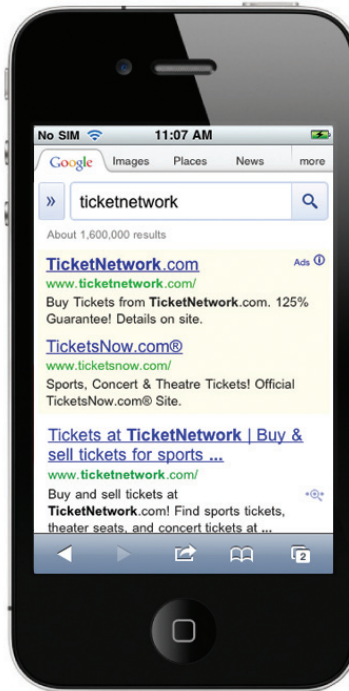 No SIM 11:07 AM
Google Images Places News more
» ticketnetwork
About 1,600,000 results
TicketNetwork.com Ads
www.ticketnetwork.com/
Buy Tickets from TicketNetwork.com. 125%
Guarantee! Details on site.
TicketsNow.com®
www.ticketsnow.com/
Sports, Concert & Theatre Tickets! Official
TicketsNow.com® Site.
Tickets at TicketNetwork | Buy &
sell tickets for sports ...
www.ticketnetwork.com/
Buy and sell tickets at
TicketNetwork.com! Find sports tickets,
theater seats, and concert tickets at ...
2